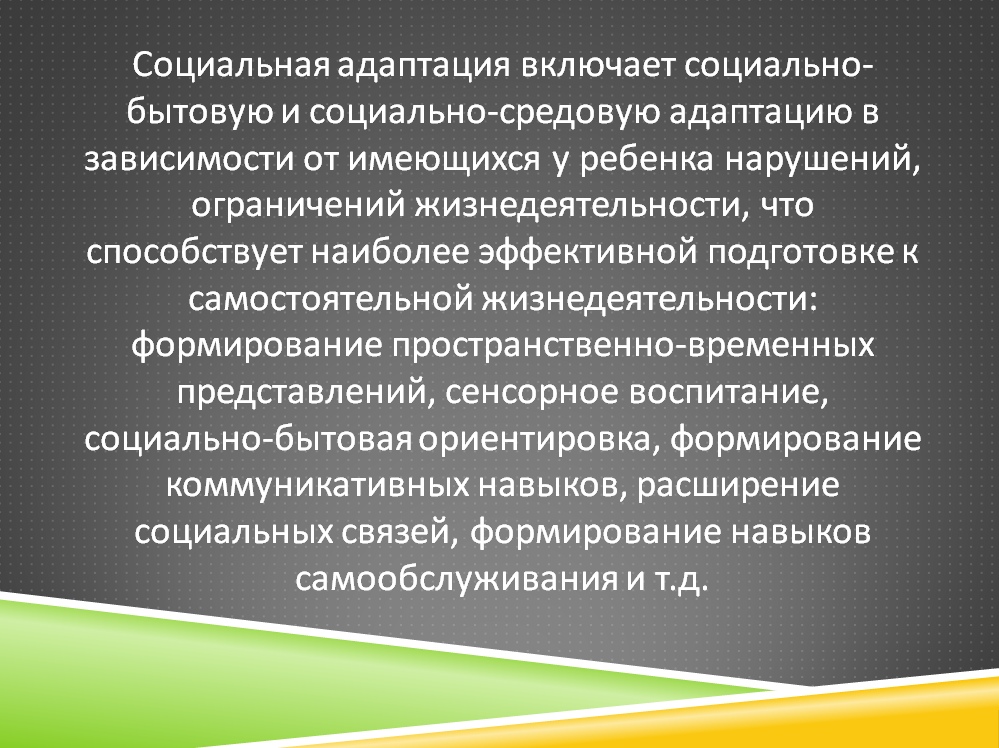 Социальная адаптация включает социально-
бытовую и социально-средовую адаптацию в
зависимости от имеющихся у ребенка нарушений,
ограничений жизнедеятельности, что
способствует наиболее эффективной подготовке к
самостоятельной жизнедеятельности:
формирование пространственно-временных
представлений, сенсорное воспитание,
социально-бытовая ориентировка, формирование
коммуникативных навыков, расширение
социальных связей, формирование навыков
самообслуживания и т.д.